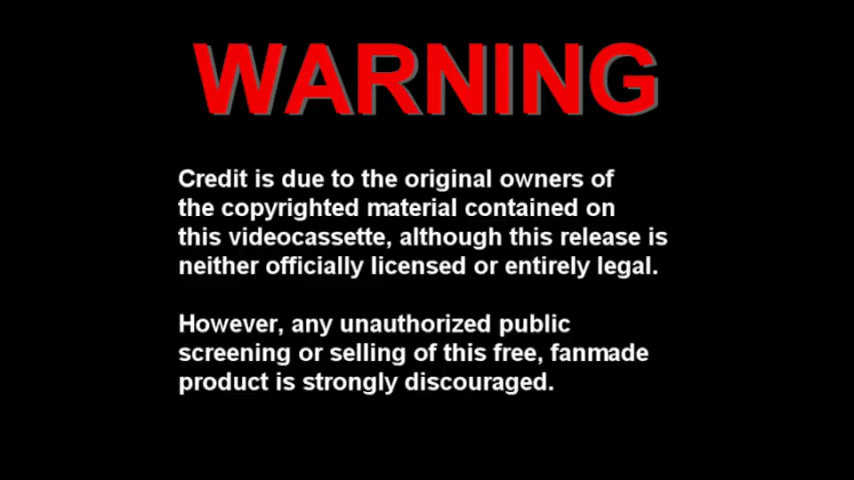 WARNING
Credit is due to the original owners of
the copyrighted material contained on
this videocassette, although this release is
neither officially licensed or entirely legal.
However, any unauthorized public
screening or selling of this free, fanmade
product is strongly discouraged.